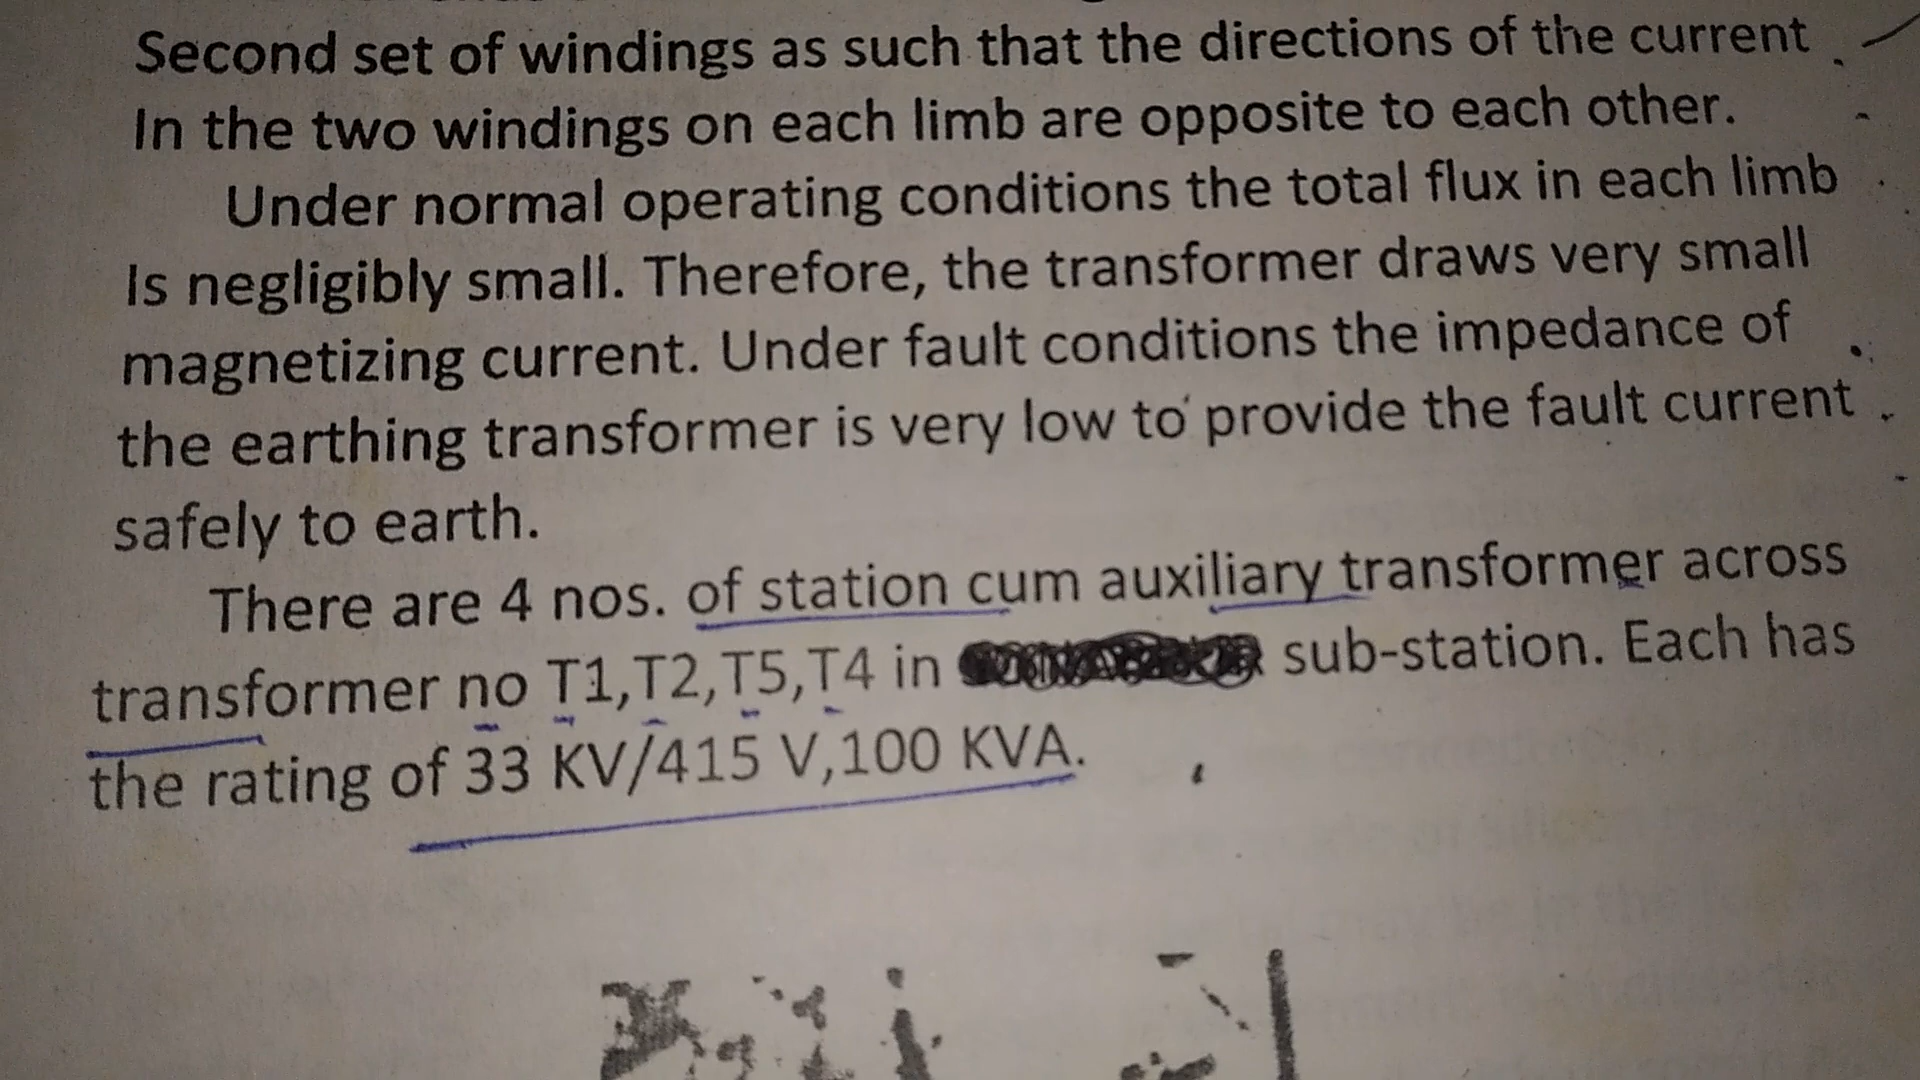 Second set of windings as such that the directions of the current
In the two windings on each limb are opposite to each other.
Under normal operating conditions the total flux in each limb
Is negligibly small. Therefore, the transformer draws very small
magnetizing current. Under fault conditions the impedance of
the earthing transformer is very low to provide the fault current
safely to earth.
There are 4 nos. of station cum auxiliary transformer across
transformer no T1,T2,T5,T4 in sub-station. Each has
the rating of 33 KV/415 V,100 KVA.